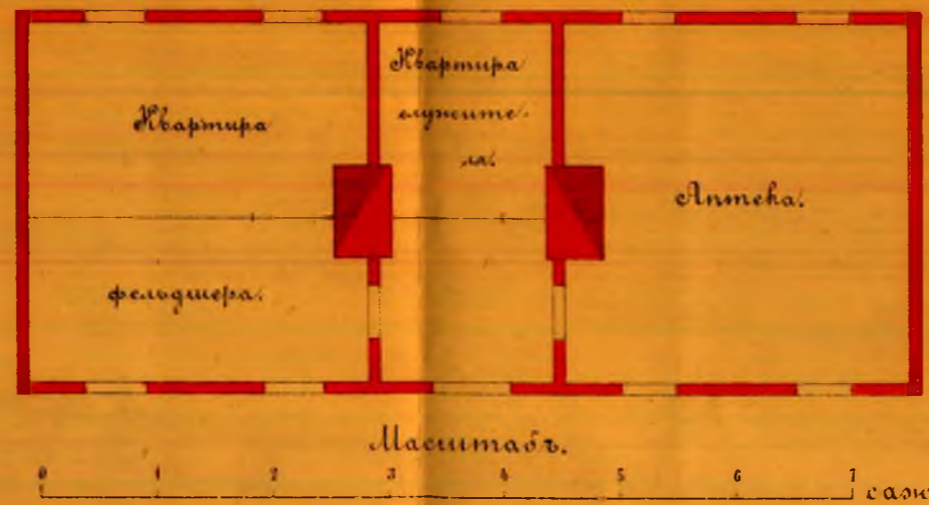 Квартира
фельдшера.
Квартира
служите-
ля.
Аптека.
Масштабъ.
0 1 2 3 4 5 6 7 саж